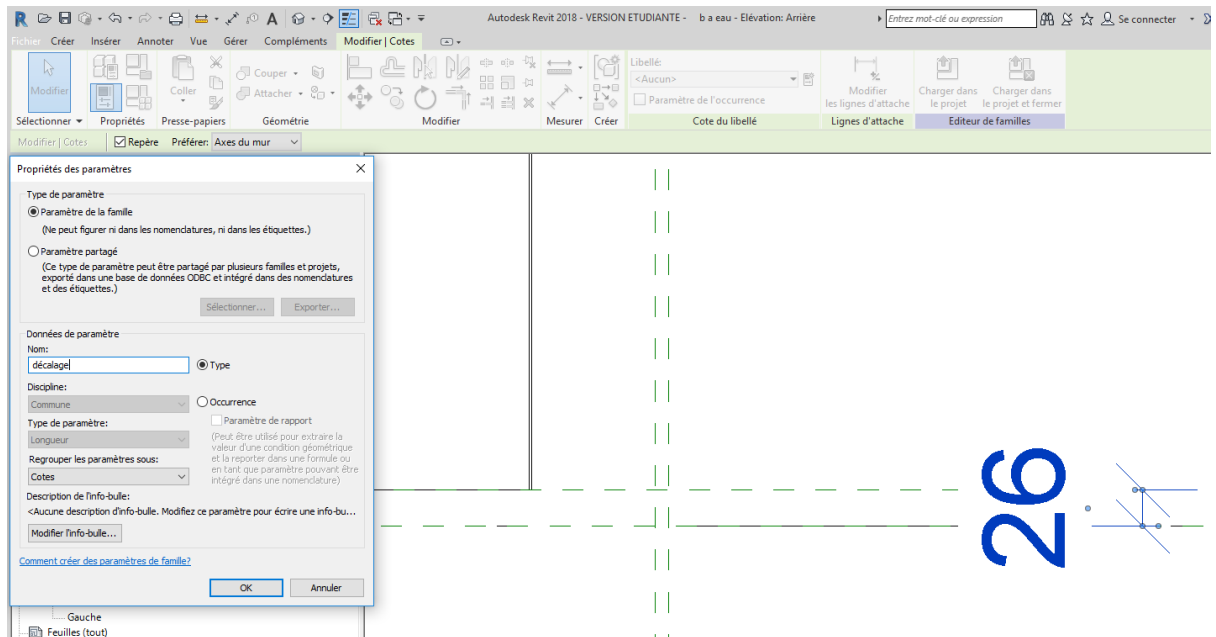 Autodesk Revit 2018 - VERSION ETUDIANTE - b a eau - Elévation: Arrière
Entrez mot-clé ou expression
Se connecter
Fichier Créer Insérer Annoter Vue Gérer Compléments Modifier | Cotes
Modifier
Coller
Couper
Attacher
Libellé:
<Aucun>
Paramètre de l'occurrence
Modifier
les lignes d'attache
Charger dans
le projet
Charger dans
le projet et fermer
Sélectionner Propriétés Presse-papiers Géométrie Modifier Mesurer Créer Cote du libellé Lignes d'attache Editeur de familles
Modifier | Cotes Repère Préférer: Axes du mur
Propriétés des paramètres
Type de paramètre
Paramètre de la famille
(Ne peut figurer ni dans les nomenclatures, ni dans les étiquettes.)
Paramètre partagé
(Ce type de paramètre peut être partagé par plusieurs familles et projets,
exporté dans une base de données ODBC et intégré dans des nomenclatures
et des étiquettes.)
Sélectionner... Exporter...
Données de paramètre
Nom:
décalage
Type
Discipline:
Commune
Occurrence
Type de paramètre:
Longueur
Paramètre de rapport
(Peut être utilisé pour extraire la
valeur d'une condition géométrique
et la reporter dans une formule ou
en tant que paramètre pouvant être
intégré dans une nomenclature)
Regrouper les paramètres sous:
Cotes
Description de l'info-bulle:
<Aucune description d'info-bulle. Modifiez ce paramètre pour écrire une info-bu...
Modifier l'info-bulle...
Comment créer des paramètres de famille?
OK Annuler
26
Gauche
Feuilles (tout)